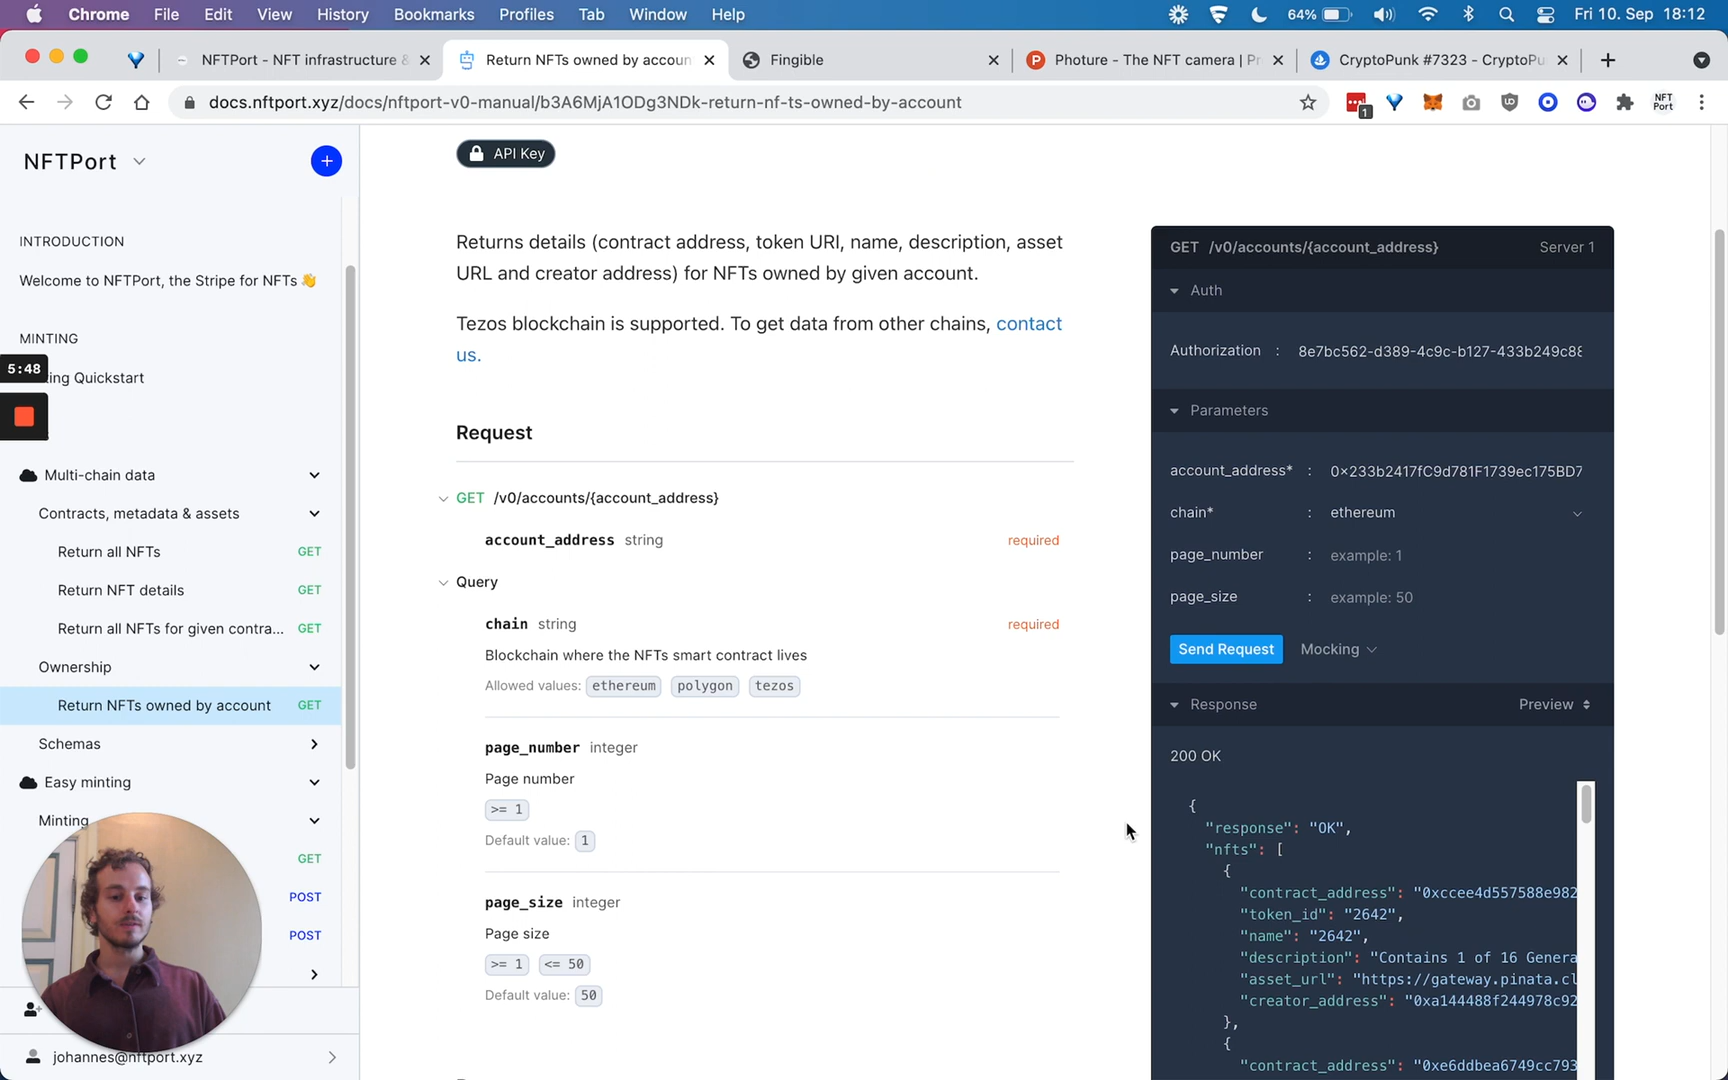 Chrome File Edit View History Bookmarks Profiles Tab Window Help 64% Fri 10. Sep 18:12
NFTPort - NFT infrastructure & Return NFTs owned by accoun Fingible Photure - The NFT camera | Pr CryptoPunk #7323 - CryptoPu
docs.nftport.xyz/docs/nftport-v0-manual/b3A6MjA1ODg3NDk-return-nf-ts-owned-by-account
1
NFT
Port
NFTPort
INTRODUCTION
Welcome to NFTPort, the Stripe for NFTs 👋
MINTING
5:48
ing Quickstart
Multi-chain data
Contracts, metadata & assets
Return all NFTs GET
Return NFT details GET
Return all NFTs for given contra... GET
Ownership
Return NFTs owned by account GET
Schemas
Easy minting
Minting
GET
POST
POST
johannes@nftport.xyz
API Key
Returns details (contract address, token URI, name, description, asset
URL and creator address) for NFTs owned by given account.
Tezos blockchain is supported. To get data from other chains, contact
us.
Request
GET /v0/accounts/{account_address}
account_address string required
Query
chain string required
Blockchain where the NFTs smart contract lives
Allowed values: ethereum polygon tezos
page_number integer
Page number
>= 1
Default value: 1
page_size integer
Page size
>= 1 <= 50
Default value: 50
GET /v0/accounts/{account_address} Server 1
Auth
Authorization : 8e7bc562-d389-4c9c-b127-433b249c88
Parameters
account_address* : 0×233b2417fC9d781F1739ec175BD7
chain* : ethereum
page_number : example: 1
page_size : example: 50
Send Request Mocking
Response Preview
200 OK
{
"response": "OK",
"nfts": [
{
"contract_address": "0xccee4d557588e982
"token_id": "2642",
"name": "2642",
"description": "Contains 1 of 16 Genera
"asset_url": "https://gateway.pinata.cl
"creator_address": "0xa144488f244978c92
},
{
"contract_address": "0xe6ddbea6749cc793